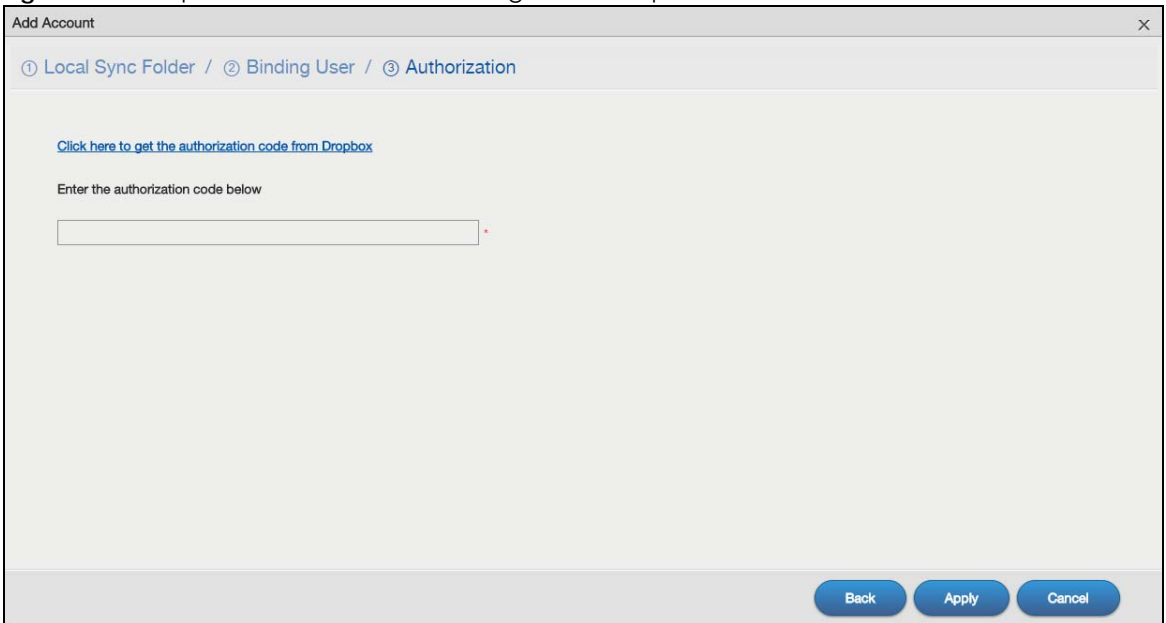 Add Account
① Local Sync Folder / ② Binding User / ③ Authorization
Click here to get the authorization code from Dropbox
Enter the authorization code below
*
Back Apply Cancel